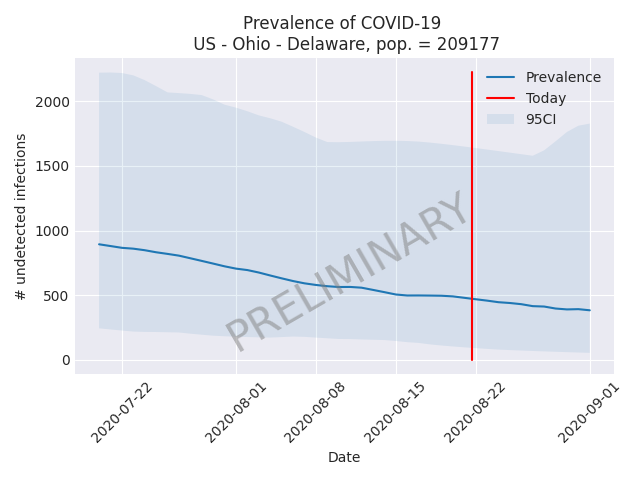 Prevalence of COVID-19
US - Ohio - Delaware, pop. = 209177
Prevalence
Today
95CI
2000
1500
1000
500
0
# undetected infections
PRELIMINARY
2020-07-22
2020-08-01
2020-08-08
2020-08-15
2020-08-22
2020-09-01
Date